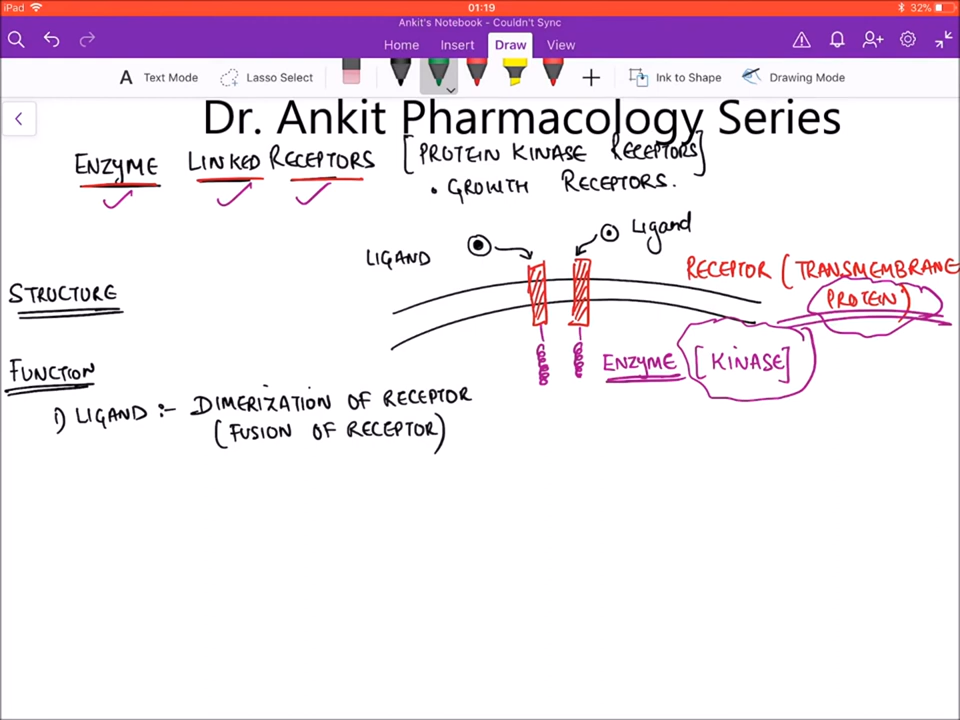 iPad
01:19
32%
Ankit's Notebook - Couldn't Sync
Home Insert Draw View
A Text Mode Lasso Select Ink to Shape Drawing Mode
Dr. Ankit Pharmacology Series
ENZYME LINKED RECEPTORS [PROTEIN KINASE RECEPTORS]
• GROWTH RECEPTORS.
LIGAND
Ligand
RECEPTOR (TRANSMEMBRANE
PROTEIN)
STRUCTURE
ENZYME [KINASE]
FUNCTION
1) LIGAND :- DIMERIZATION OF RECEPTOR
(FUSION OF RECEPTOR)